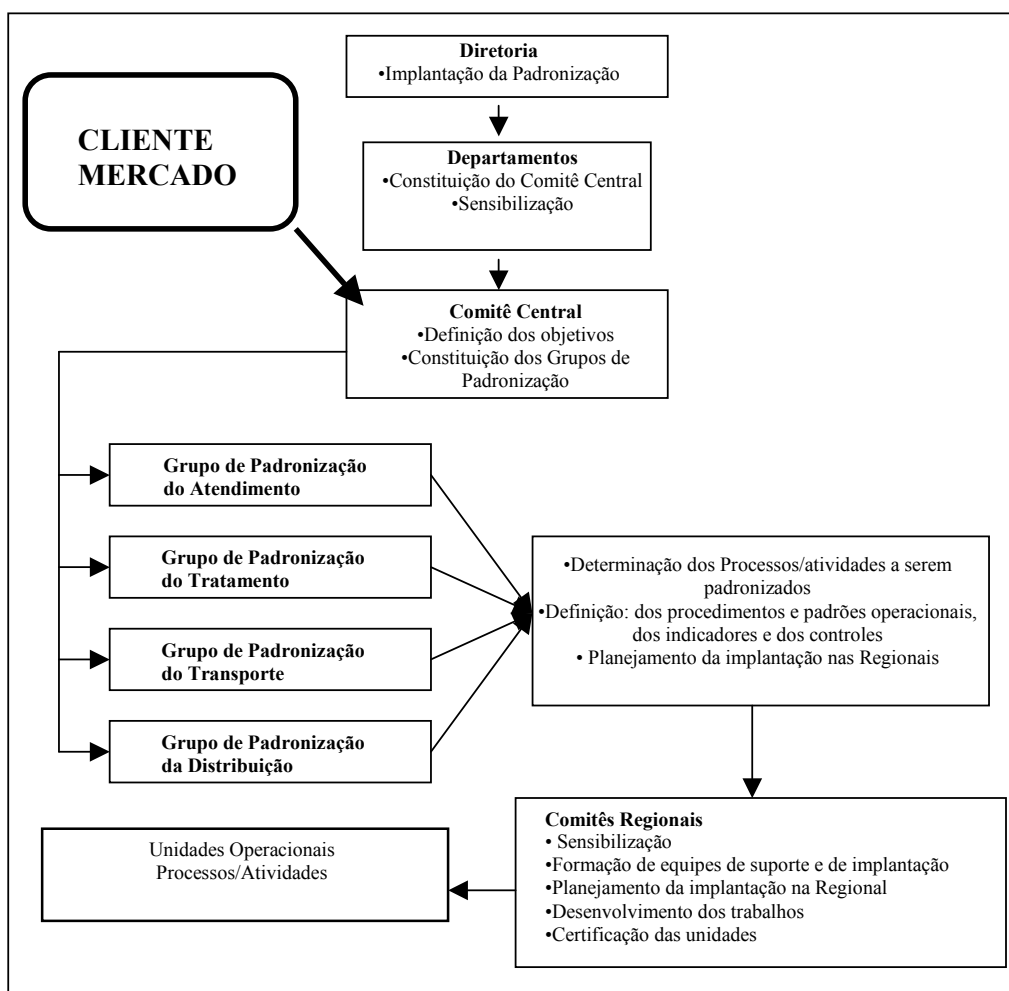 Diretoria
•Implantação da Padronização
CLIENTE
MERCADO
Departamentos
•Constituição do Comitê Central
•Sensibilização
Comitê Central
•Definição dos objetivos
•Constituição dos Grupos de
Padronização
Grupo de Padronização
do Atendimento
Grupo de Padronização
do Tratamento
Grupo de Padronização
do Transporte
Grupo de Padronização
da Distribuição
•Determinação dos Processos/atividades a serem
padronizados
•Definição: dos procedimentos e padrões operacionais,
dos indicadores e dos controles
• Planejamento da implantação nas Regionais
Comitês Regionais
• Sensibilização
•Formação de equipes de suporte e de implantação
•Planejamento da implantação na Regional
•Desenvolvimento dos trabalhos
•Certificação das unidades
Unidades Operacionais
Processos/Atividades